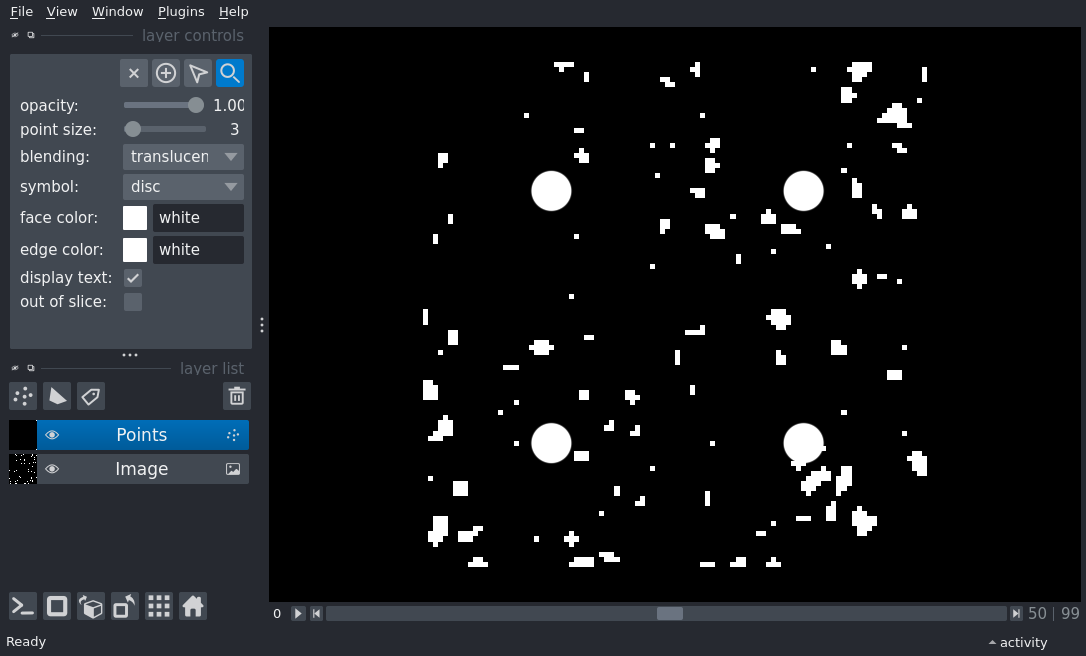 File View Window Plugins Help
layer controls
opacity: 1.00
point size: 3
blending: translucen
symbol: disc
face color: white
edge color: white
display text:
out of slice:
layer list
Points
Image
0 50 | 99
Ready
activity